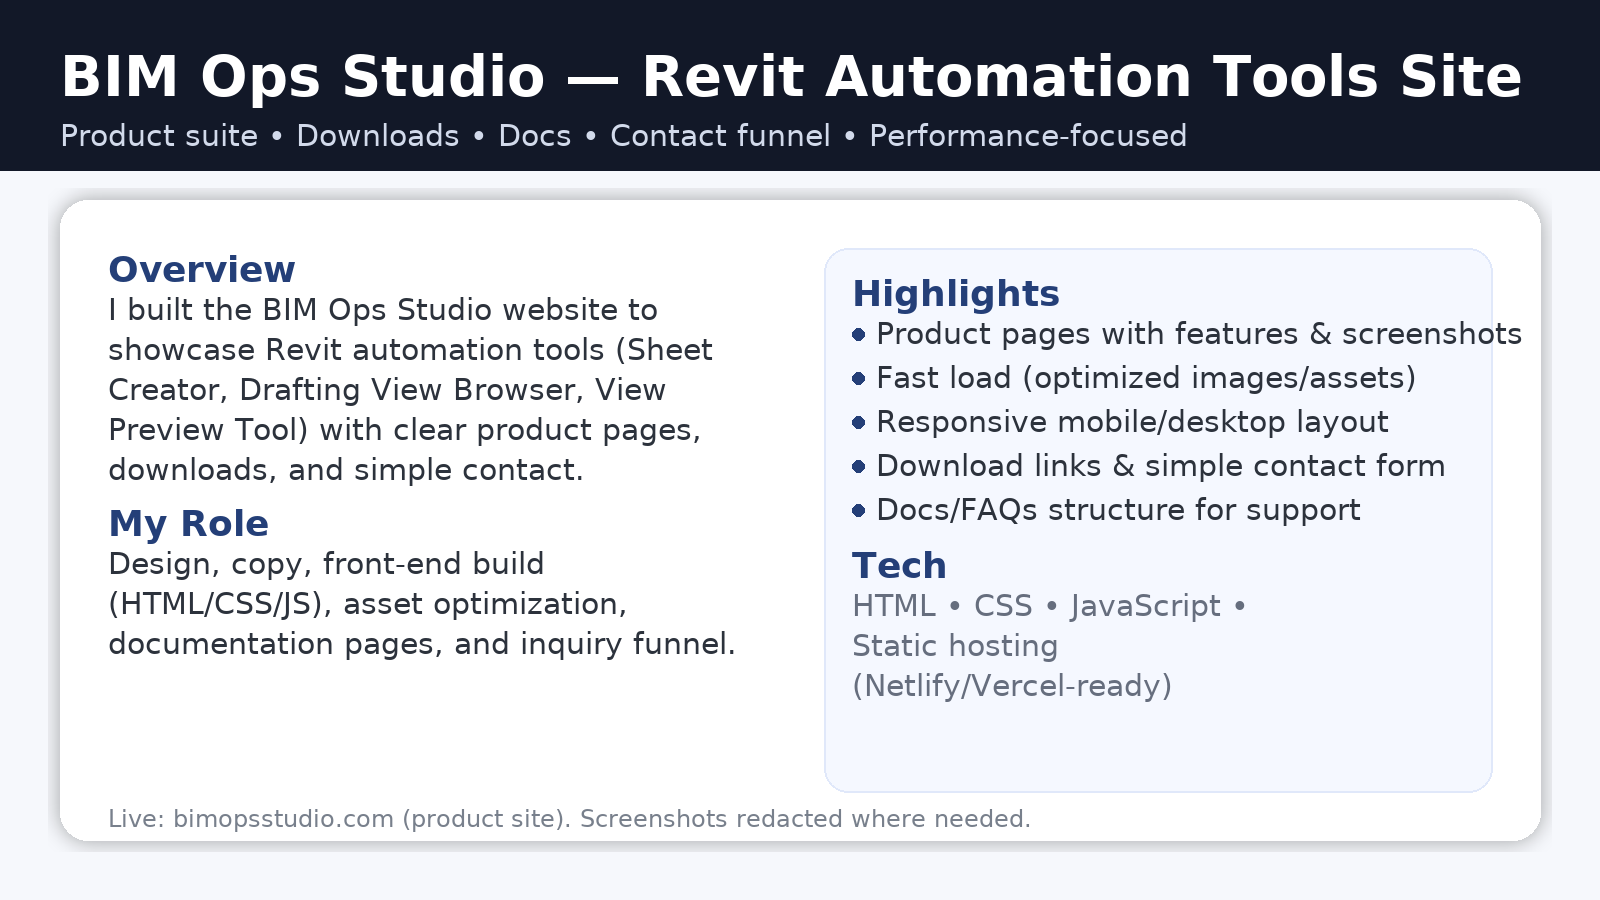 BIM Ops Studio — Revit Automation Tools Site
Product suite • Downloads • Docs • Contact funnel • Performance-focused
Overview
I built the BIM Ops Studio website to
showcase Revit automation tools (Sheet
Creator, Drafting View Browser, View
Preview Tool) with clear product pages,
downloads, and simple contact.
My Role
Design, copy, front-end build
(HTML/CSS/JS), asset optimization,
documentation pages, and inquiry funnel.
Highlights
• Product pages with features & screenshots
• Fast load (optimized images/assets)
• Responsive mobile/desktop layout
• Download links & simple contact form
• Docs/FAQs structure for support
Tech
HTML • CSS • JavaScript •
Static hosting
(Netlify/Vercel-ready)
Live: bimopsstudio.com (product site). Screenshots redacted where needed.